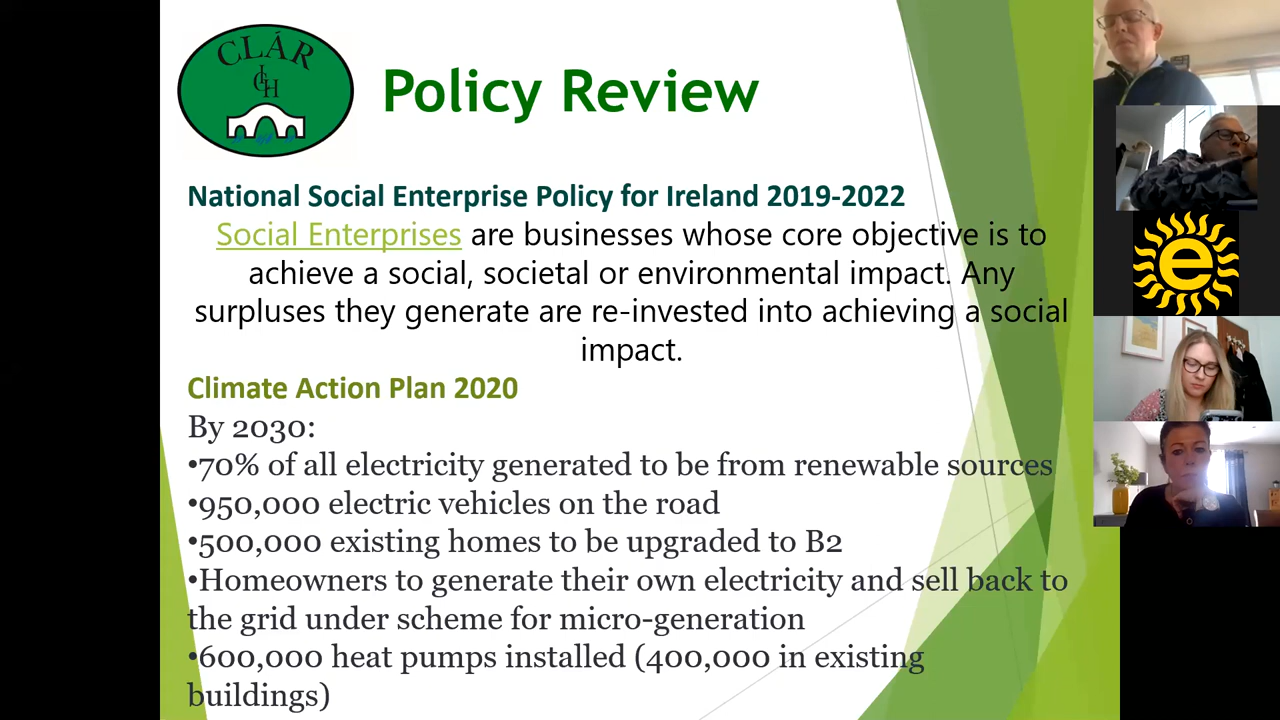 CLÁR
ICH
Policy Review
National Social Enterprise Policy for Ireland 2019-2022
Social Enterprises are businesses whose core objective is to
achieve a social, societal or environmental impact. Any
surpluses they generate are re-invested into achieving a social
impact.
Climate Action Plan 2020
By 2030:
•70% of all electricity generated to be from renewable sources
•950,000 electric vehicles on the road
•500,000 existing homes to be upgraded to B2
•Homeowners to generate their own electricity and sell back to
the grid under scheme for micro-generation
•600,000 heat pumps installed (400,000 in existing
buildings)
e